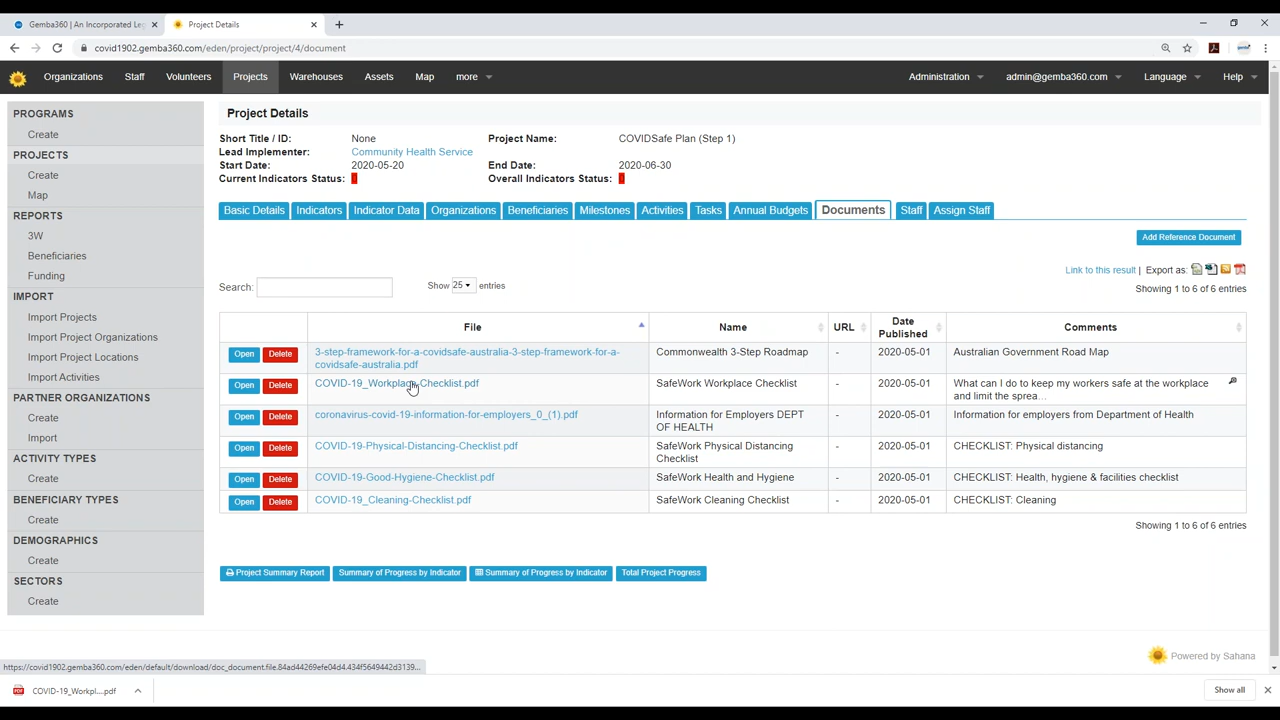 Gemba360 | An Incorporated Leg
Project Details
covid1902.gemba360.com/eden/project/project/4/document
Organizations Staff Volunteers Projects Warehouses Assets Map more Administration admin@gemba360.com Language Help
PROGRAMS
Create
PROJECTS
Create
Map
REPORTS
3W
Beneficiaries
Funding
IMPORT
Import Projects
Import Project Organizations
Import Project Locations
Import Activities
PARTNER ORGANIZATIONS
Create
Import
ACTIVITY TYPES
Create
BENEFICIARY TYPES
Create
DEMOGRAPHICS
Create
SECTORS
Create
Project Details
Short Title / ID: None Project Name: COVIDSafe Plan (Step 1)
Lead Implementer: Community Health Service
Start Date: 2020-05-20 End Date: 2020-06-30
Current Indicators Status: Overall Indicators Status:
Basic Details Indicators Indicator Data Organizations Beneficiaries Milestones Activities Tasks Annual Budgets Documents Staff Assign Staff
Add Reference Document
Link to this result | Export as:
Search: Show 25 entries
Showing 1 to 6 of 6 entries
File Name URL Date Published Comments
Open Delete 3-step-framework-for-a-covidsafe-australia-3-step-framework-for-a- Commonwealth 3-Step Roadmap - 2020-05-01 Australian Government Road Map
covidsafe-australia.pdf
Open Delete COVID-19_Workplace-Checklist.pdf SafeWork Workplace Checklist - 2020-05-01 What can I do to keep my workers safe at the workplace
and limit the sprea...
Open Delete coronavirus-covid-19-information-for-employers_0_(1).pdf Information for Employers DEPT - 2020-05-01 Information for employers from Department of Health
OF HEALTH
Open Delete COVID-19-Physical-Distancing-Checklist.pdf SafeWork Physical Distancing - 2020-05-01 CHECKLIST: Physical distancing
Checklist
Open Delete COVID-19-Good-Hygiene-Checklist.pdf SafeWork Health and Hygiene - 2020-05-01 CHECKLIST: Health, hygiene & facilities checklist
Open Delete COVID-19_Cleaning-Checklist.pdf SafeWork Cleaning Checklist - 2020-05-01 CHECKLIST: Cleaning
Showing 1 to 6 of 6 entries
Project Summary Report Summary of Progress by Indicator Summary of Progress by Indicator Total Project Progress
Powered by Sahana
https://covid1902.gemba360.com/eden/default/download/doc_document.file.84ad44269efe04d4.434f5649442d3139...
COVID-19_Workpl....pdf
Show all